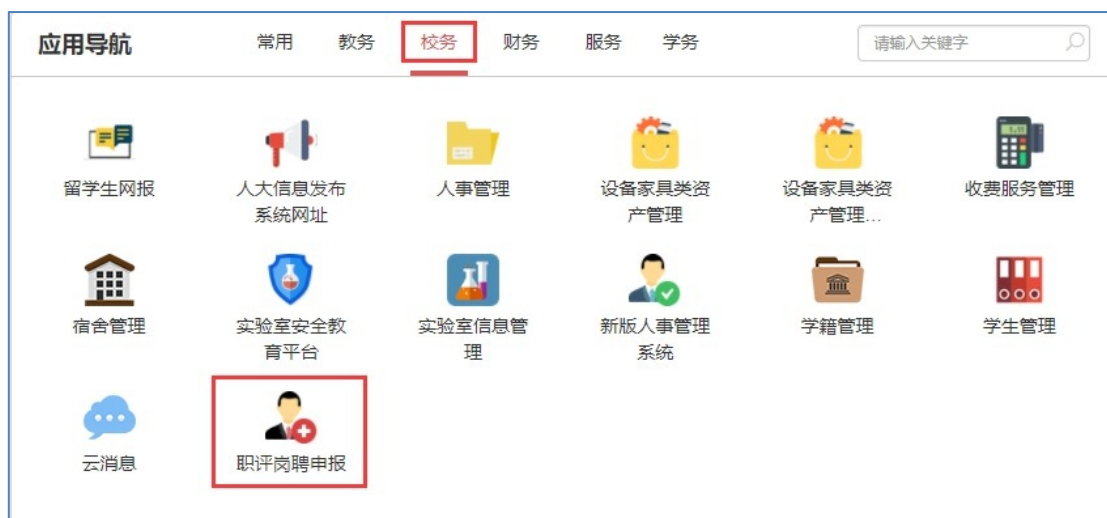 应用导航 常用 教务 校务 财务 服务 学务 请输入关键字
留学生网报 人大信息发布 人事管理 设备家具类资 设备家具类资 收费服务管理
系统网址 产管理 产管理...
宿舍管理 实验室安全教 实验室信息管 新版人事管理 学籍管理 学生管理
育平台 理 系统
云消息 职评岗聘申报